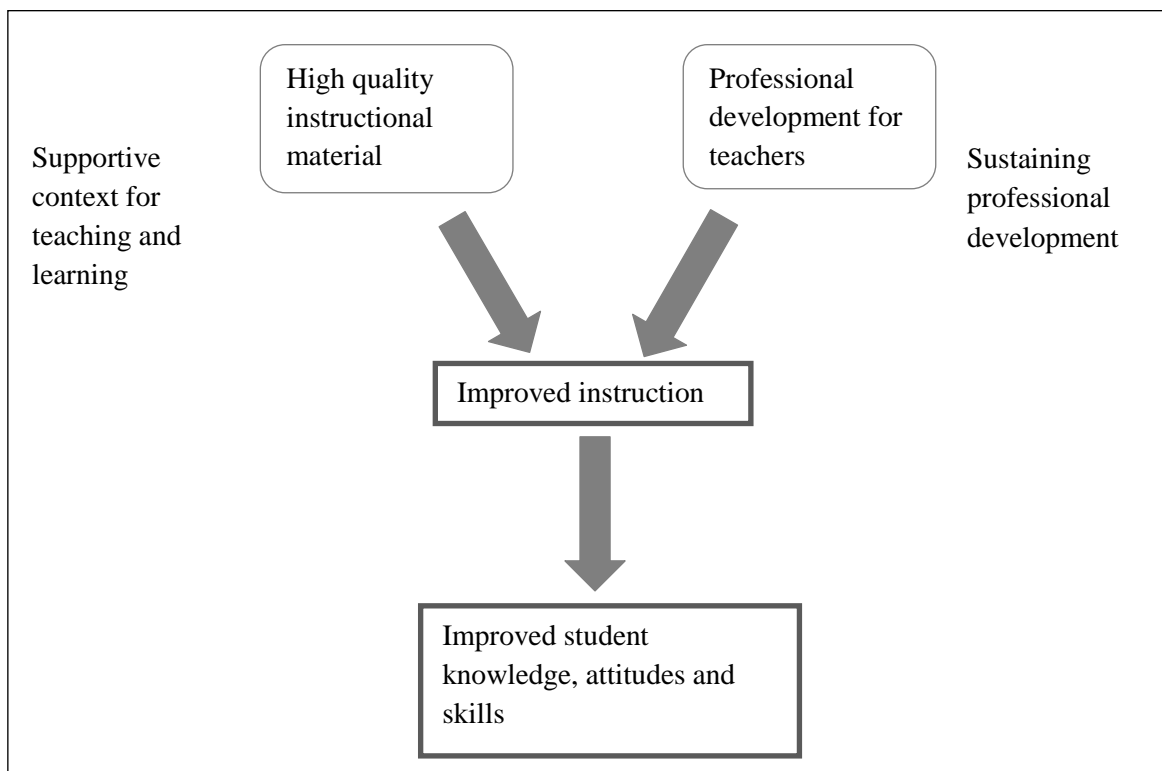 High quality
instructional
material
Professional
development for
teachers
Supportive
context for
teaching and
learning
Sustaining
professional
development
Improved instruction
Improved student
knowledge, attitudes and
skills